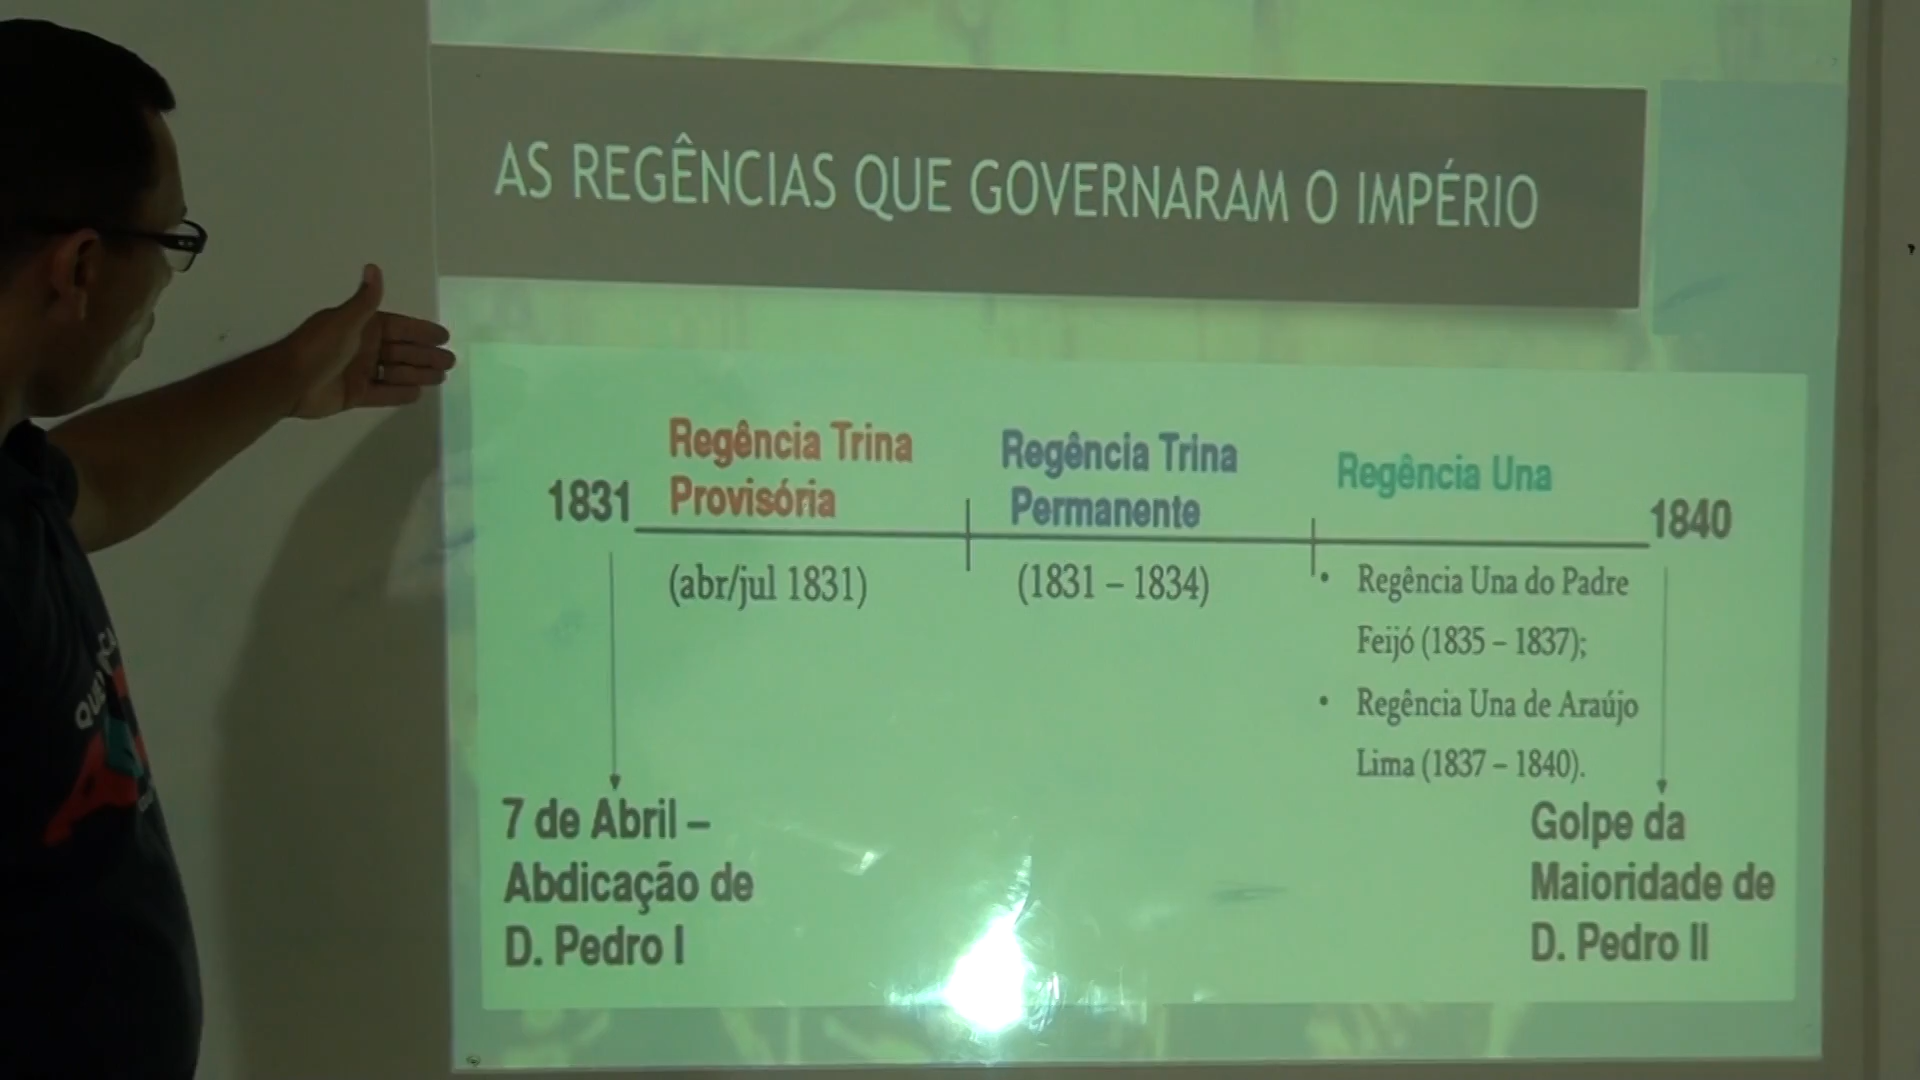 AS REGÊNCIAS QUE GOVERNARAM O IMPÉRIO
1831
Regência Trina
Provisória
(abr/jul 1831)
Regência Trina
Permanente
(1831 – 1834)
Regência Una
• Regência Una do Padre
Feijó (1835 – 1837);
• Regência Una de Araújo
Lima (1837 – 1840).
1840
7 de Abril –
Abdicação de
D. Pedro I
Golpe da
Maioridade de
D. Pedro II